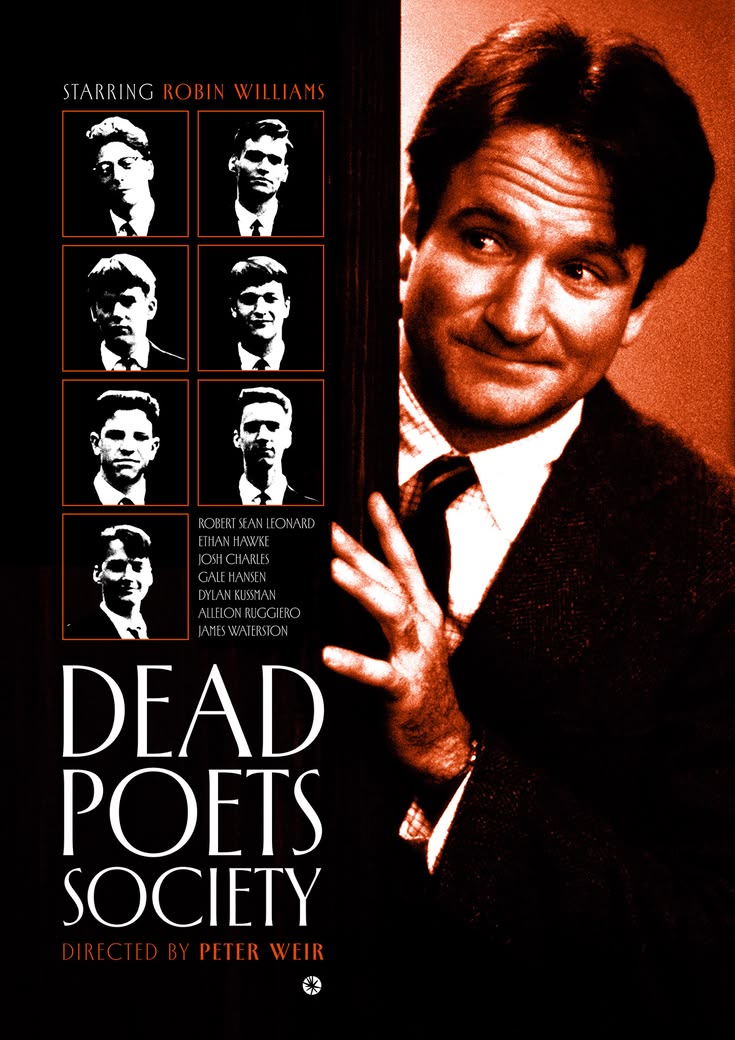 STARRING ROBIN WILLIAMS
ROBERT SEAN LEONARD
ETHAN HAWKE
JOSH CHARLES
GALE HANSEN
DYLAN KUSSMAN
ALLELON RUGGIERO
JAMES WATERSTON
DEAD
POETS
SOCIETY
DIRECTED BY PETER WEIR